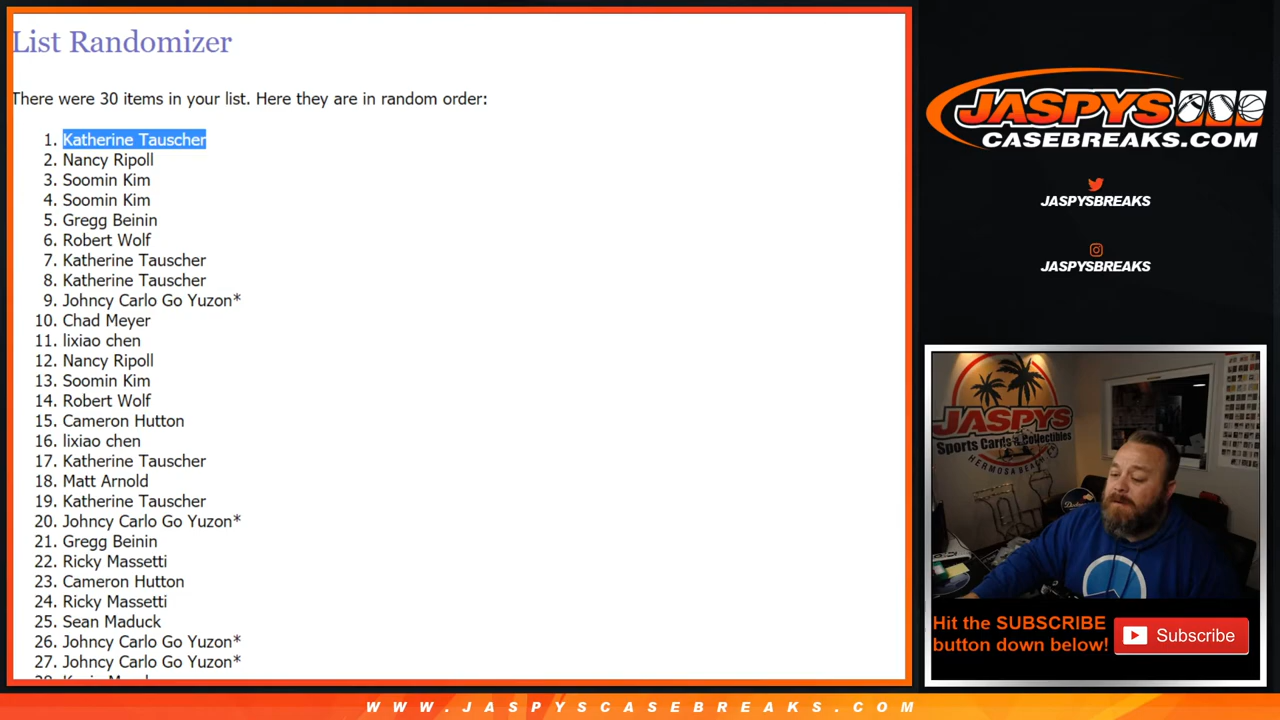 List Randomizer
There were 30 items in your list. Here they are in random order:
1. Katherine Tauscher
2. Nancy Ripoll
3. Soomin Kim
4. Soomin Kim
5. Gregg Beinin
6. Robert Wolf
7. Katherine Tauscher
8. Katherine Tauscher
9. Johncy Carlo Go Yuzon*
10. Chad Meyer
11. lixiao chen
12. Nancy Ripoll
13. Soomin Kim
14. Robert Wolf
15. Cameron Hutton
16. lixiao chen
17. Katherine Tauscher
18. Matt Arnold
19. Katherine Tauscher
20. Johncy Carlo Go Yuzon*
21. Gregg Beinin
22. Ricky Massetti
23. Cameron Hutton
24. Ricky Massetti
25. Sean Maduck
26. Johncy Carlo Go Yuzon*
27. Johncy Carlo Go Yuzon*
JASPYS
CASEBREAKS.COM
JASPYSBREAKS
JASPYSBREAKS
JASPYS
Sports Cards & Collectibles
HERMOSA BEACH
Hit the SUBSCRIBE
button down below!
Subscribe
WWW.JASPYSCASEBREAKS.COM